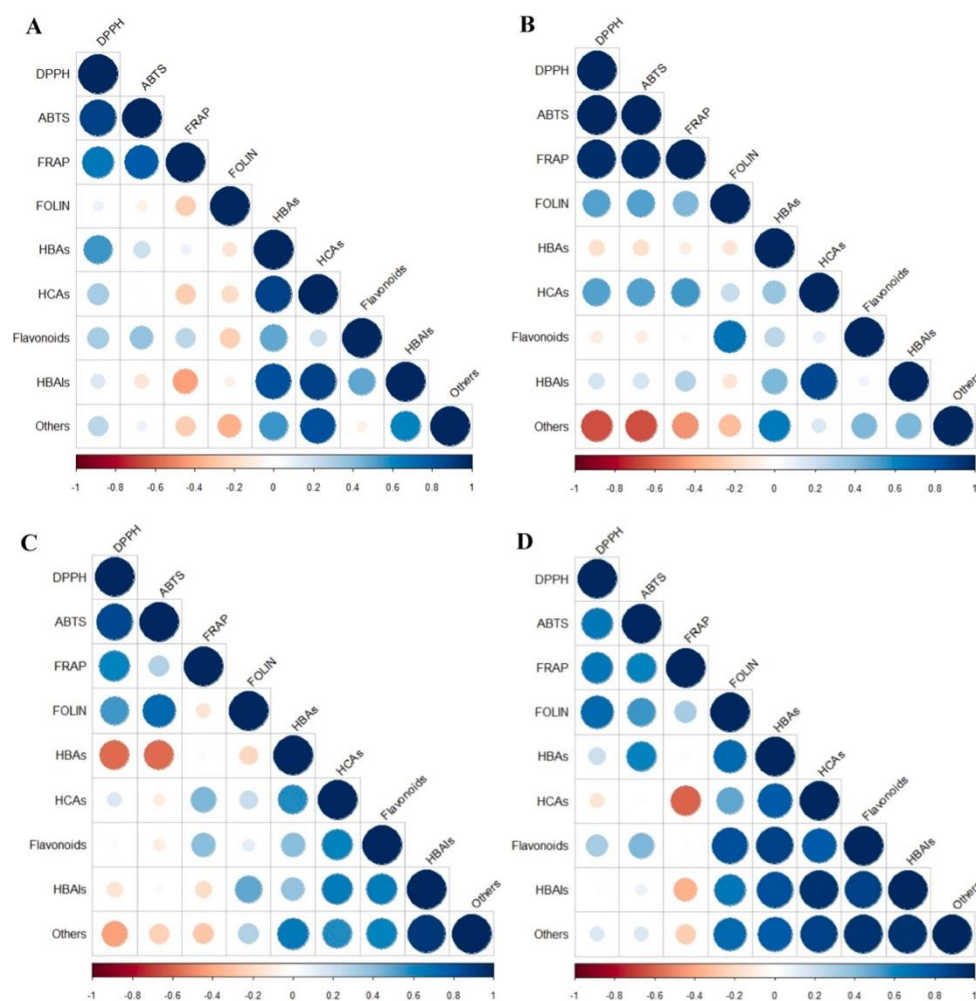 A
DPPH
ABTS
FRAP
FOLIN
HBAs
HCAs
Flavonoids
HBAls
Others
DPPH
ABTS
FRAP
FOLIN
HBAs
HCAs
Flavonoids
HBAls
Others
-1 -0.8 -0.6 -0.4 -0.2 0 0.2 0.4 0.6 0.8 1
B
DPPH
ABTS
FRAP
FOLIN
HBAs
HCAs
Flavonoids
HBAls
Others
DPPH
ABTS
FRAP
FOLIN
HBAs
HCAs
Flavonoids
HBAls
Others
-1 -0.8 -0.6 -0.4 -0.2 0 0.2 0.4 0.6 0.8 1
C
DPPH
ABTS
FRAP
FOLIN
HBAs
HCAs
Flavonoids
HBAls
Others
DPPH
ABTS
FRAP
FOLIN
HBAs
HCAs
Flavonoids
HBAls
Others
-1 -0.8 -0.6 -0.4 -0.2 0 0.2 0.4 0.6 0.8 1
D
DPPH
ABTS
FRAP
FOLIN
HBAs
HCAs
Flavonoids
HBAls
Others
DPPH
ABTS
FRAP
FOLIN
HBAs
HCAs
Flavonoids
HBAls
Others
-1 -0.8 -0.6 -0.4 -0.2 0 0.2 0.4 0.6 0.8 1